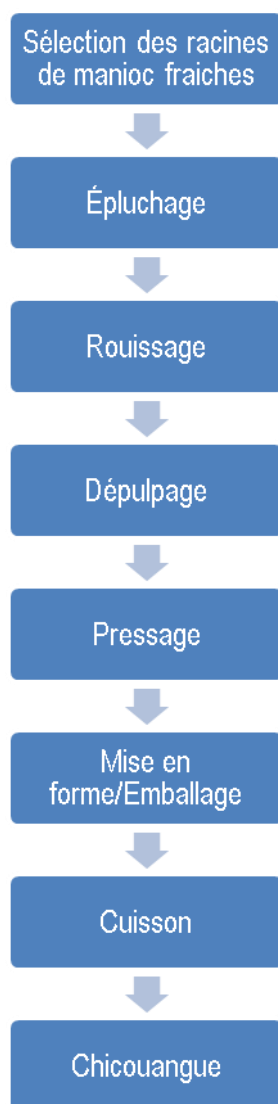 Sélection des racines
de manioc fraiches
Épluchage
Rouissage
Dépulpage
Pressage
Mise en
forme/Emballage
Cuisson
Chicouangue